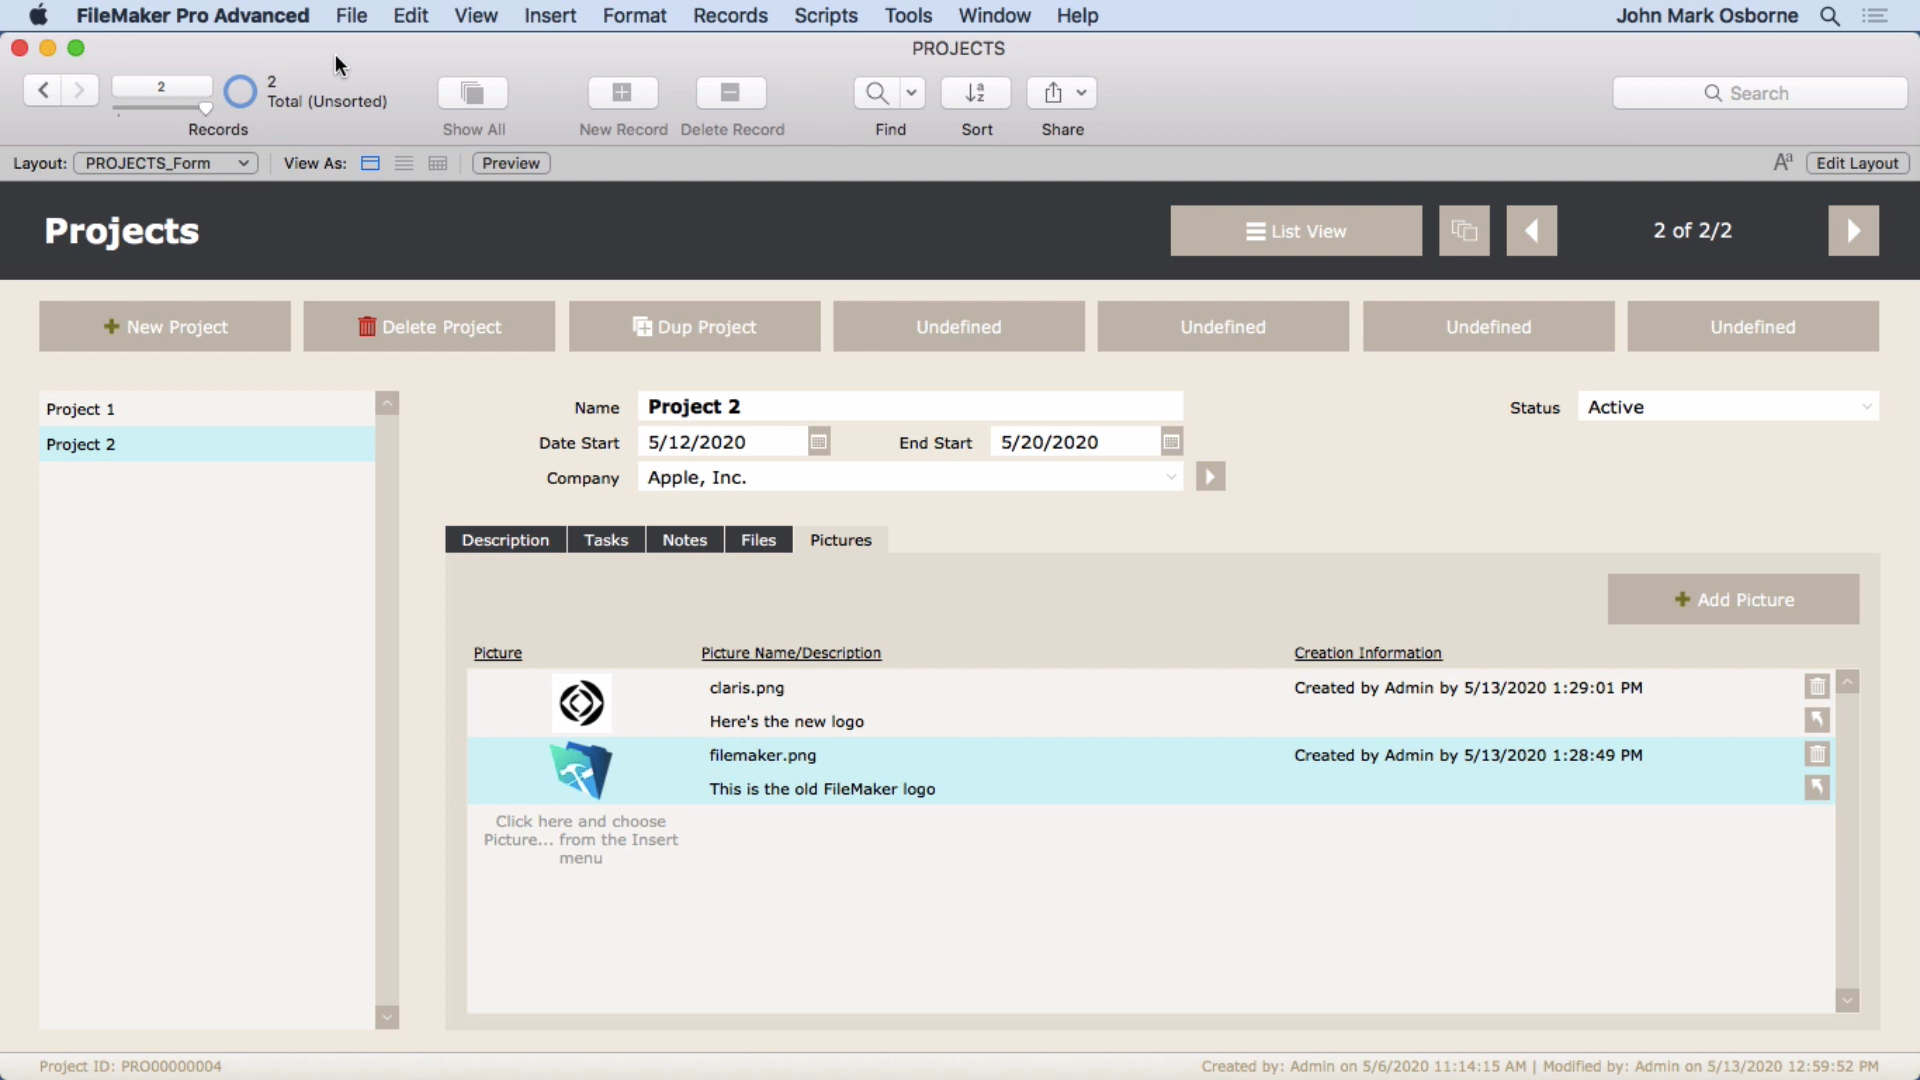 FileMaker Pro Advanced File Edit View Insert Format Records Scripts Tools Window Help John Mark Osborne
PROJECTS
2
2
Total (Unsorted)
Search
Records Show All New Record Delete Record Find Sort Share
Layout: PROJECTS_Form View As: Preview Aa Edit Layout
Projects List View 2 of 2/2
New Project Delete Project Dup Project Undefined Undefined Undefined Undefined
Project 1
Project 2
Name Project 2 Status Active
Date Start 5/12/2020 End Start 5/20/2020
Company Apple, Inc.
Description Tasks Notes Files Pictures
Add Picture
Picture Picture Name/Description Creation Information
claris.png Created by Admin by 5/13/2020 1:29:01 PM
Here's the new logo
filemaker.png Created by Admin by 5/13/2020 1:28:49 PM
This is the old FileMaker logo
Click here and choose
Picture... from the Insert
menu
Project ID: PRO00000004 Created by: Admin on 5/6/2020 11:14:15 AM | Modified by: Admin on 5/13/2020 12:59:52 PM